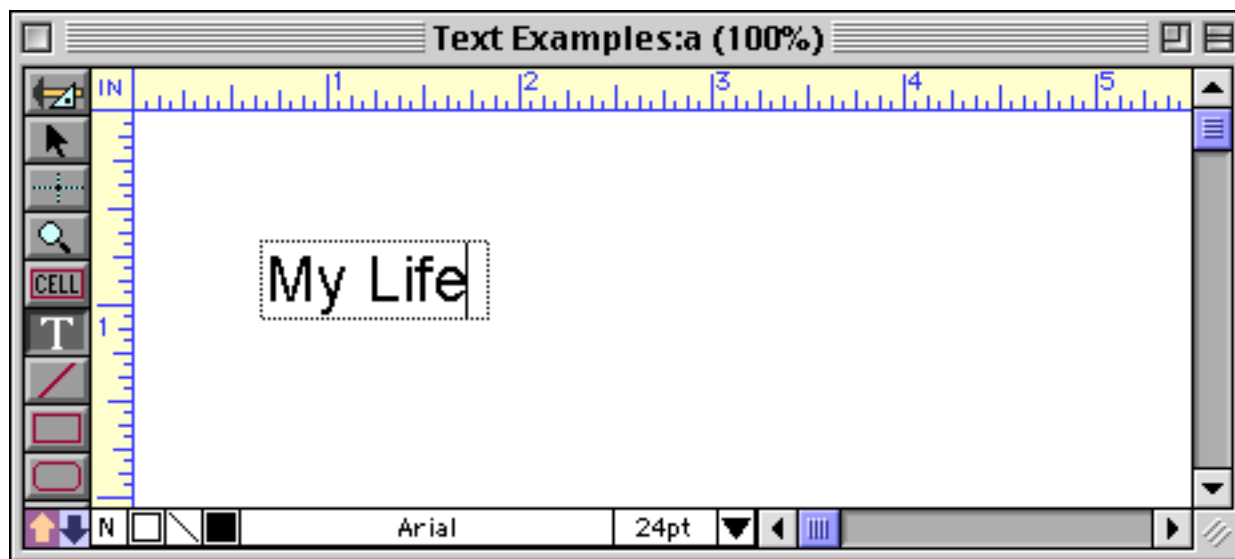 Text Examples:a (100%)
IN
1 2 3 4 5
My Life
CELL
T
1
N Arial 24pt